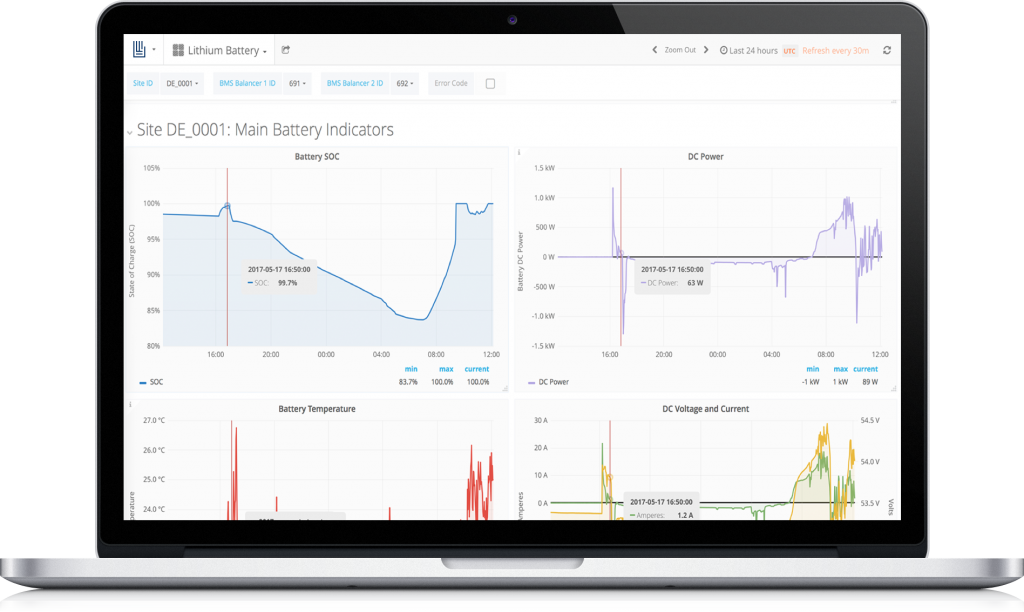 Lithium Battery
Zoom Out
Last 24 hours UTC Refresh every 30m
Site ID DE_0001 BMS Balancer 1 ID 691 BMS Balancer 2 ID 692 Error Code
Site DE_0001: Main Battery Indicators
Battery SOC
State of Charge (SOC)
105%
100%
95%
90%
85%
80%
2017-05-17 16:50:00
SOC: 99.7%
16:00 20:00 00:00 04:00 08:00 12:00
min max current
SOC 83.7% 100.0% 100.0%
DC Power
Battery DC Power
1.5 kW
1.0 kW
500 W
0 W
-500 W
-1.0 kW
-1.5 kW
2017-05-17 16:50:00
DC Power: 63 W
16:00 20:00 00:00 04:00 08:00 12:00
min max current
DC Power -1 kW 1 kW 89 W
Battery Temperature
27.0 °C
26.0 °C
25.0 °C
24.0 °C
DC Voltage and Current
30 A
20 A
10 A
0 A
Amperes
54.5 V
54.0 V
53.5 V
Volts
2017-05-17 16:50:00
Amperes: 1.2 A